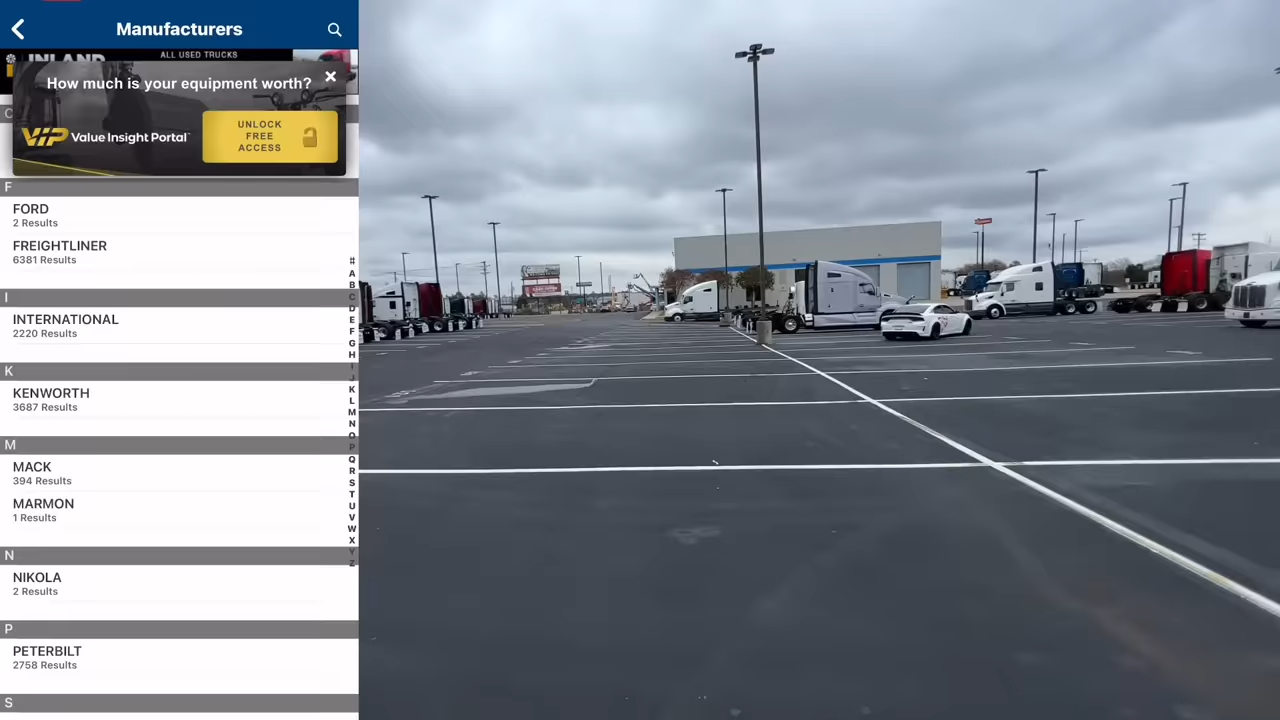 Manufacturers
INLAND
ALL USED TRUCKS
How much is your equipment worth?
VIP Value Insight Portal
UNLOCK
FREE
ACCESS
C
F
FORD
2 Results
FREIGHTLINER
6381 Results
I
INTERNATIONAL
2220 Results
K
KENWORTH
3687 Results
M
MACK
394 Results
MARMON
1 Results
N
NIKOLA
2 Results
P
PETERBILT
2758 Results
S
#
A
B
C
D
E
F
G
H
I
J
K
L
M
N
O
P
Q
R
S
T
U
V
W
X
Y
Z